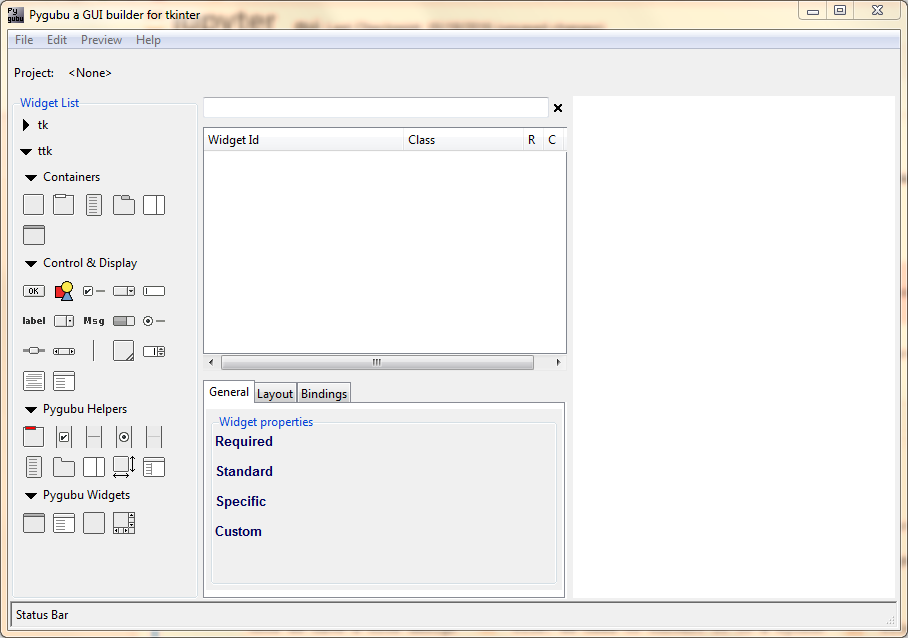 Pygubu a GUI builder for tkinter
File Edit Preview Help
Project: <None>
Widget List
tk
ttk
Containers
Control & Display
OK
label Msg
Pygubu Helpers
Pygubu Widgets
Widget Id Class R C
General Layout Bindings
Widget properties
Required
Standard
Specific
Custom
Status Bar